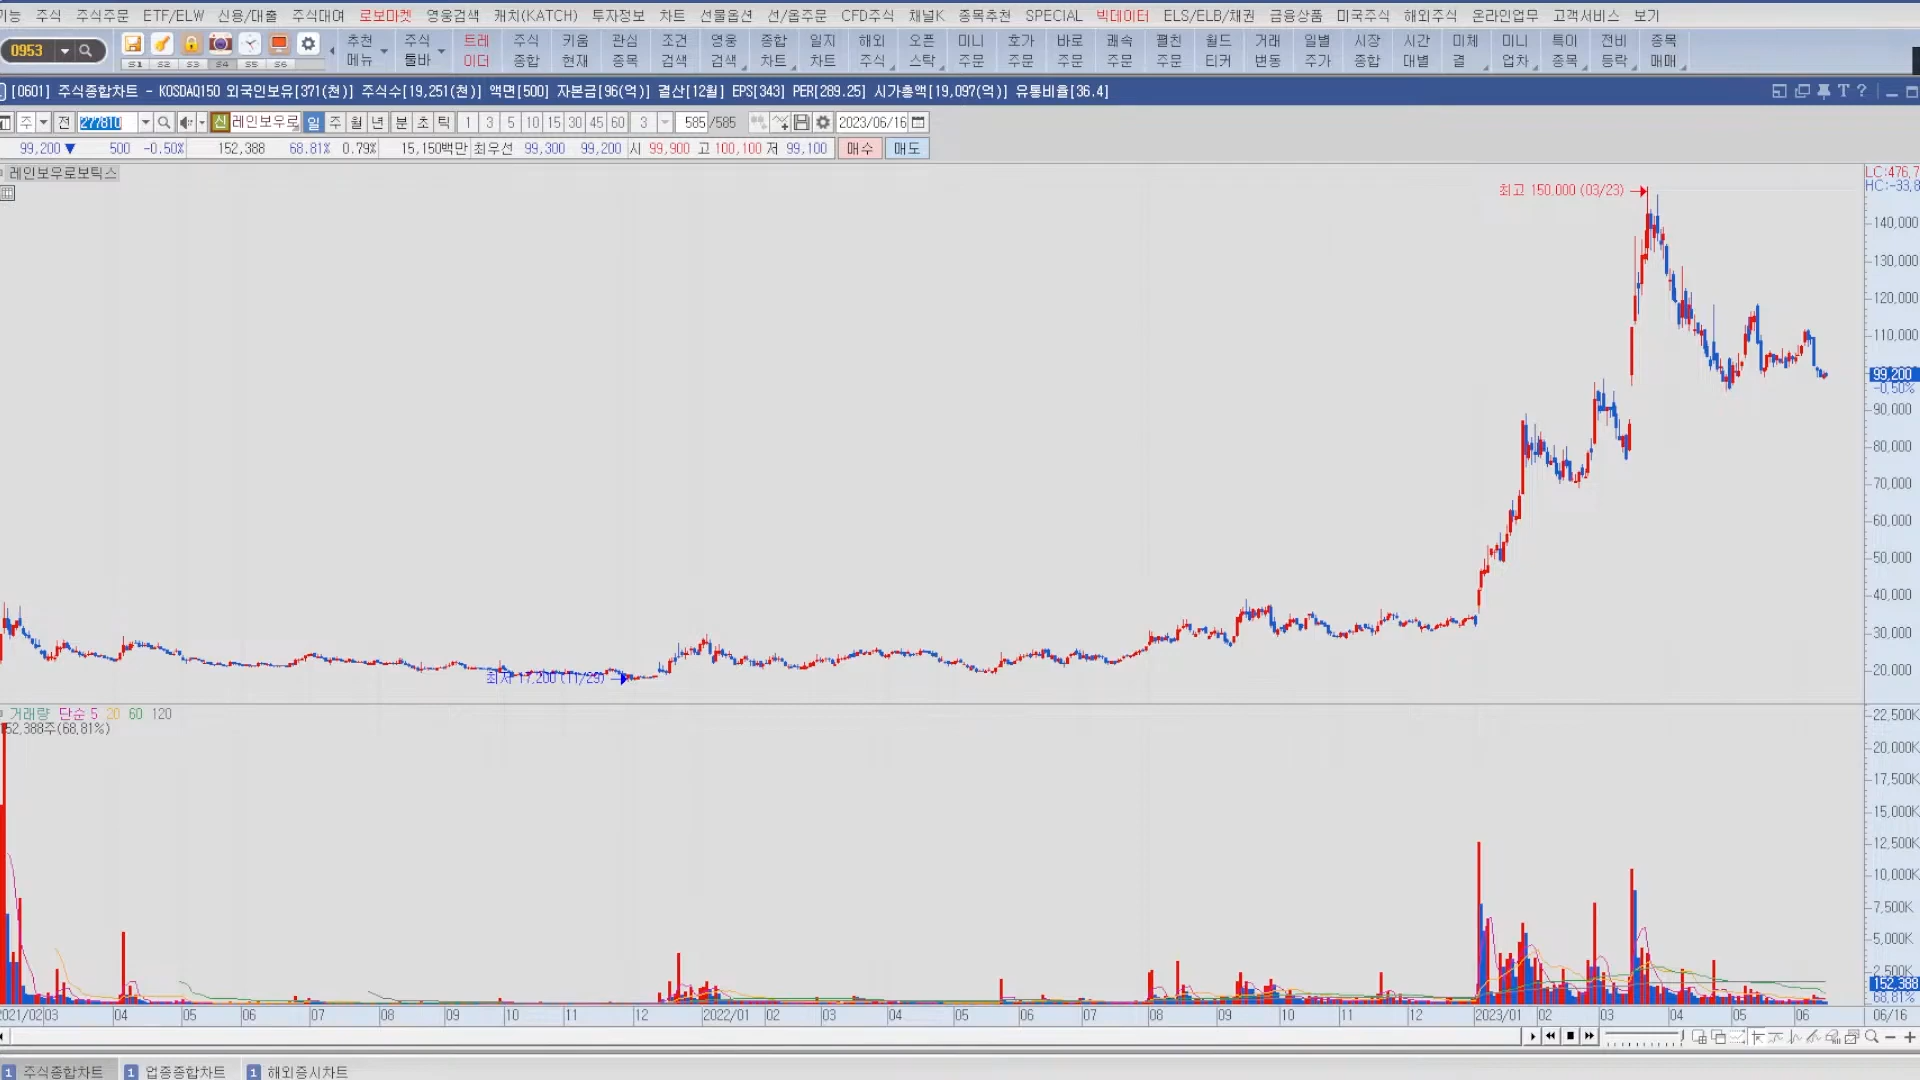 기능 주식 주식주문 ETF/ELW 신용/대출 주식대여 로보마켓 영웅검색 캐치(KATCH) 투자정보 차트 선물옵션 선/옵주문 CFD주식 채널K 종목추천 SPECIAL 빅데이터 ELS/ELB/채권 금융상품 미국주식 해외주식 온라인업무 고객서비스 보기
0953 추천 주식 트레 주식 키움 관심 조건 영웅 종합 일지 해외 오픈 미니 호가 바로 쾌속 펼친 월드 거래 일별 시장 시간 미체 미니 특이 전비 종목
메뉴 툴바 이더 종합 현재 종목 검색 검색 차트 차트 주식 스탁 주문 주문 주문 주문 주문 티커 변동 주가 종합 대별 결 업차 종목 등락 매매
S1 S2 S3 S4 S5 S6
[0601] 주식종합차트 - KOSDAQ150 외국인보유[371(천)] 주식수[19,251(천)] 액면[500] 자본금[96(억)] 결산[12월] EPS[343] PER[289.25] 시가총액[19,097(억)] 유통비율[36.4] T ?
주 전 277810 신 레인보우로 일 주 월 년 분 초 틱 1 3 5 10 15 30 45 60 3 585 /585 2023/06/16
99,200 ▼ 500 -0.50% 152,388 68.81% 0.79% 15,150백만 최우선 99,300 99,200 시 99,900 고 100,100 저 99,100 매수 매도
레인보우로보틱스
LC:476,7
HC:-33,8
최고 150,000 (03/23)
140,000
130,000
120,000
110,000
99,200
-0,50%
90,000
80,000
70,000
60,000
50,000
40,000
30,000
20,000
최저 17,200 (11/29)
거래량 단순 5 20 60 120
152,388주(68,81%)
22,500K
20,000K
17,500K
15,000K
12,500K
10,000K
7,500K
5,000K
2,500K
152,388
68,81%
2021/02 03 04 05 06 07 08 09 10 11 12 2022/01 02 03 04 05 06 07 08 09 10 11 12 2023/01 02 03 04 05 06 06/16
1 주식종합차트 1 업종종합차트 1 해외증시차트